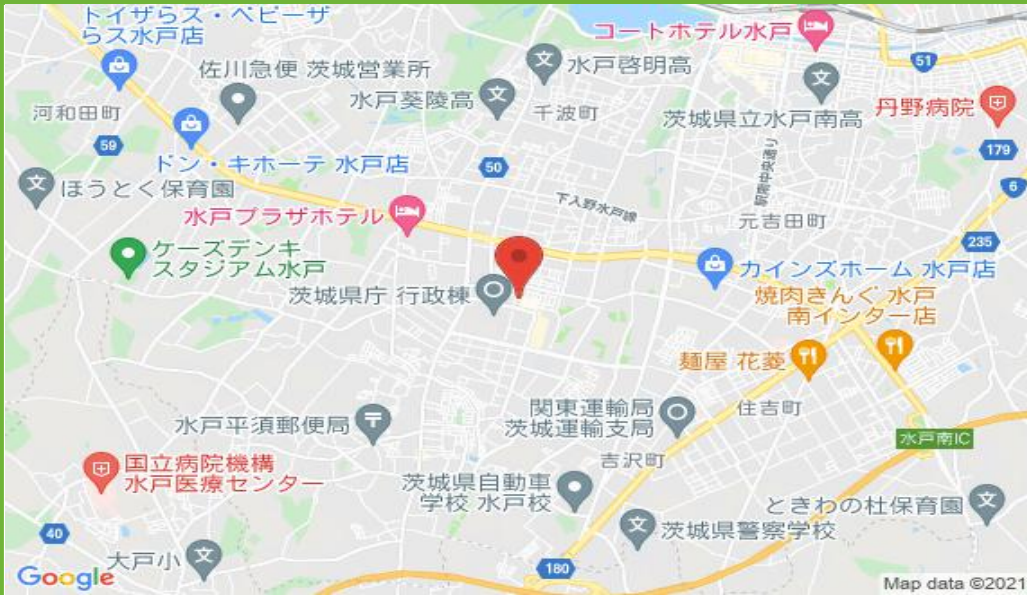 トイザらス・ベビーザ
らス水戸店
コートホテル水戸
51
佐川急便 茨城営業所
水戸啓明高
水戸葵陵高
千波町
茨城県立水戸南高
丹野病院
河和田町
59
ドン・キホーテ 水戸店
50
179
ほうとく保育園
下入野水戸線
駅南中央通り
6
水戸プラザホテル
元吉田町
235
ケーズデンキ
スタジアム水戸
茨城県庁 行政棟
カインズホーム 水戸店
焼肉きんぐ 水戸
南インター店
麺屋 花菱
関東運輸局
茨城運輸支局
住吉町
水戸平須郵便局
水戸南IC
吉沢町
国立病院機構
水戸医療センター
茨城県自動車
学校 水戸校
ときわの杜保育園
茨城県警察学校
40
大戸小
180
Google
Map data ©2021